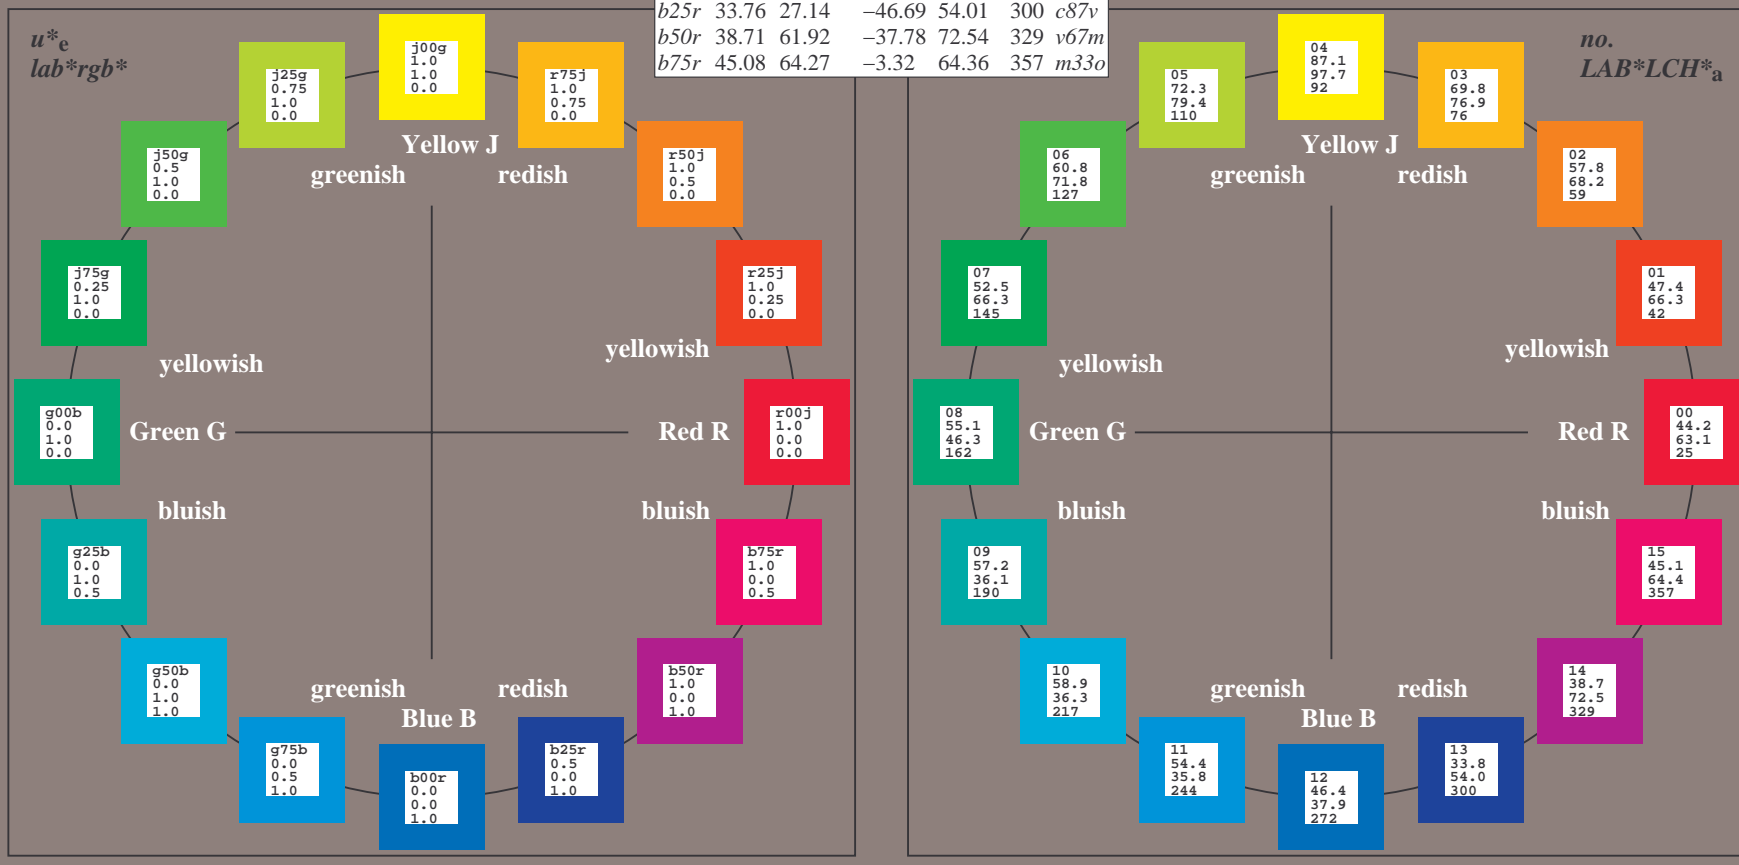 b25r 33.76 27.14 −46.69 54.01 300 c87v
b50r 38.71 61.92 −37.78 72.54 329 v67m
b75r 45.08 64.27 −3.32 64.36 357 m33o
u*e
lab*rgb*
j00g
1.0
1.0
0.0
j25g
0.75
1.0
0.0
r75j
1.0
0.75
0.0
j50g
0.5
1.0
0.0
r50j
1.0
0.5
0.0
Yellow J
greenish redish
j75g
0.25
1.0
0.0
r25j
1.0
0.25
0.0
yellowish
yellowish
g00b
0.0
1.0
0.0
Green G
Red R
r00j
1.0
0.0
0.0
bluish
bluish
g25b
0.0
1.0
0.5
b75r
1.0
0.0
0.5
g50b
0.0
1.0
1.0
b50r
1.0
0.0
1.0
greenish redish
Blue B
g75b
0.0
0.5
1.0
b00r
0.0
0.0
1.0
b25r
0.5
0.0
1.0
no.
LAB*LCH*a
04
87.1
97.7
92
05
72.3
79.4
110
03
69.8
76.9
76
06
60.8
71.8
127
02
57.8
68.2
59
Yellow J
greenish redish
07
52.5
66.3
145
01
47.4
66.3
42
yellowish
yellowish
08
55.1
46.3
162
Green G
Red R
00
44.2
63.1
25
bluish
bluish
09
57.2
36.1
190
15
45.1
64.4
357
10
58.9
36.3
217
14
38.7
72.5
329
greenish redish
Blue B
11
54.4
35.8
244
12
46.4
37.9
272
13
33.8
54.0
300